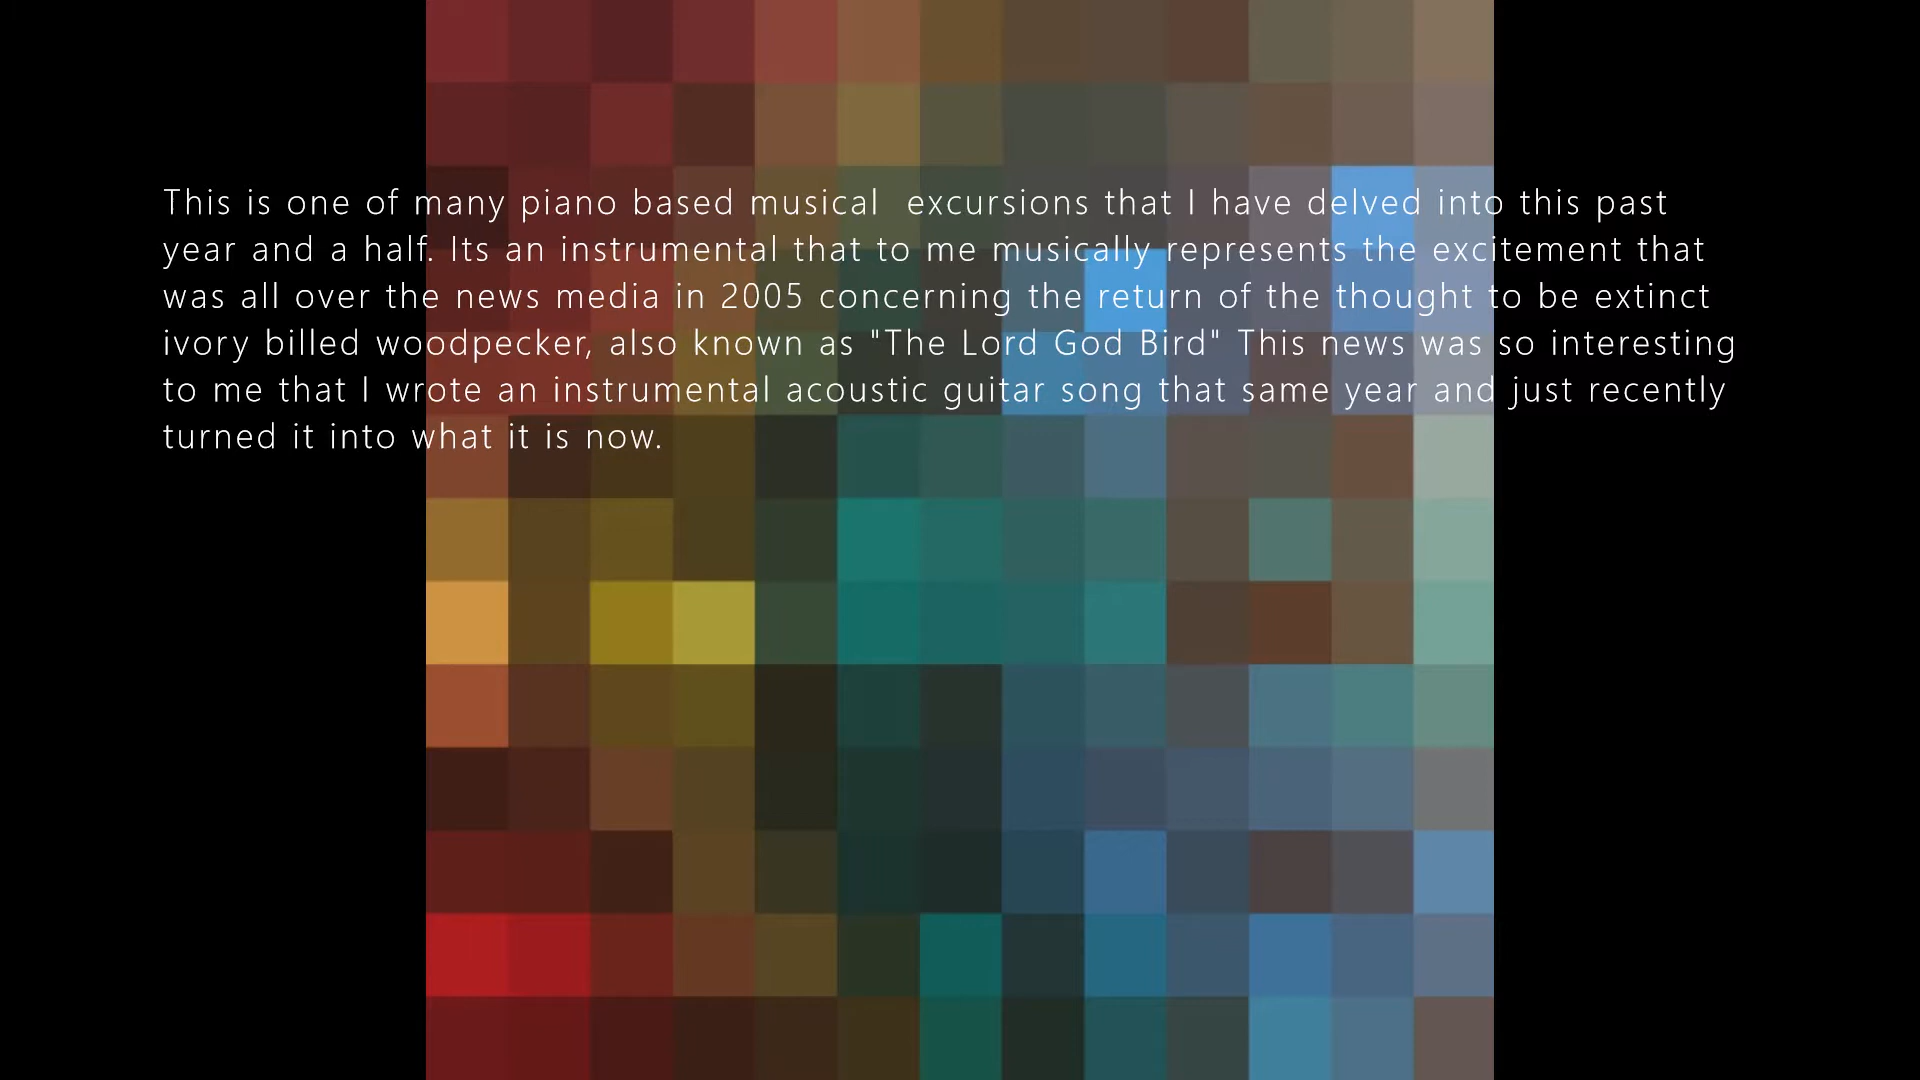 This is one of many piano based musical  excursions that I have delved into this past
year and a half. Its an instrumental that to me musically represents the excitement that
was all over the news media in 2005 concerning the return of the thought to be extinct
ivory billed woodpecker, also known as "The Lord God Bird" This news was so interesting
to me that I wrote an instrumental acoustic guitar song that same year and just recently
turned it into what it is now.